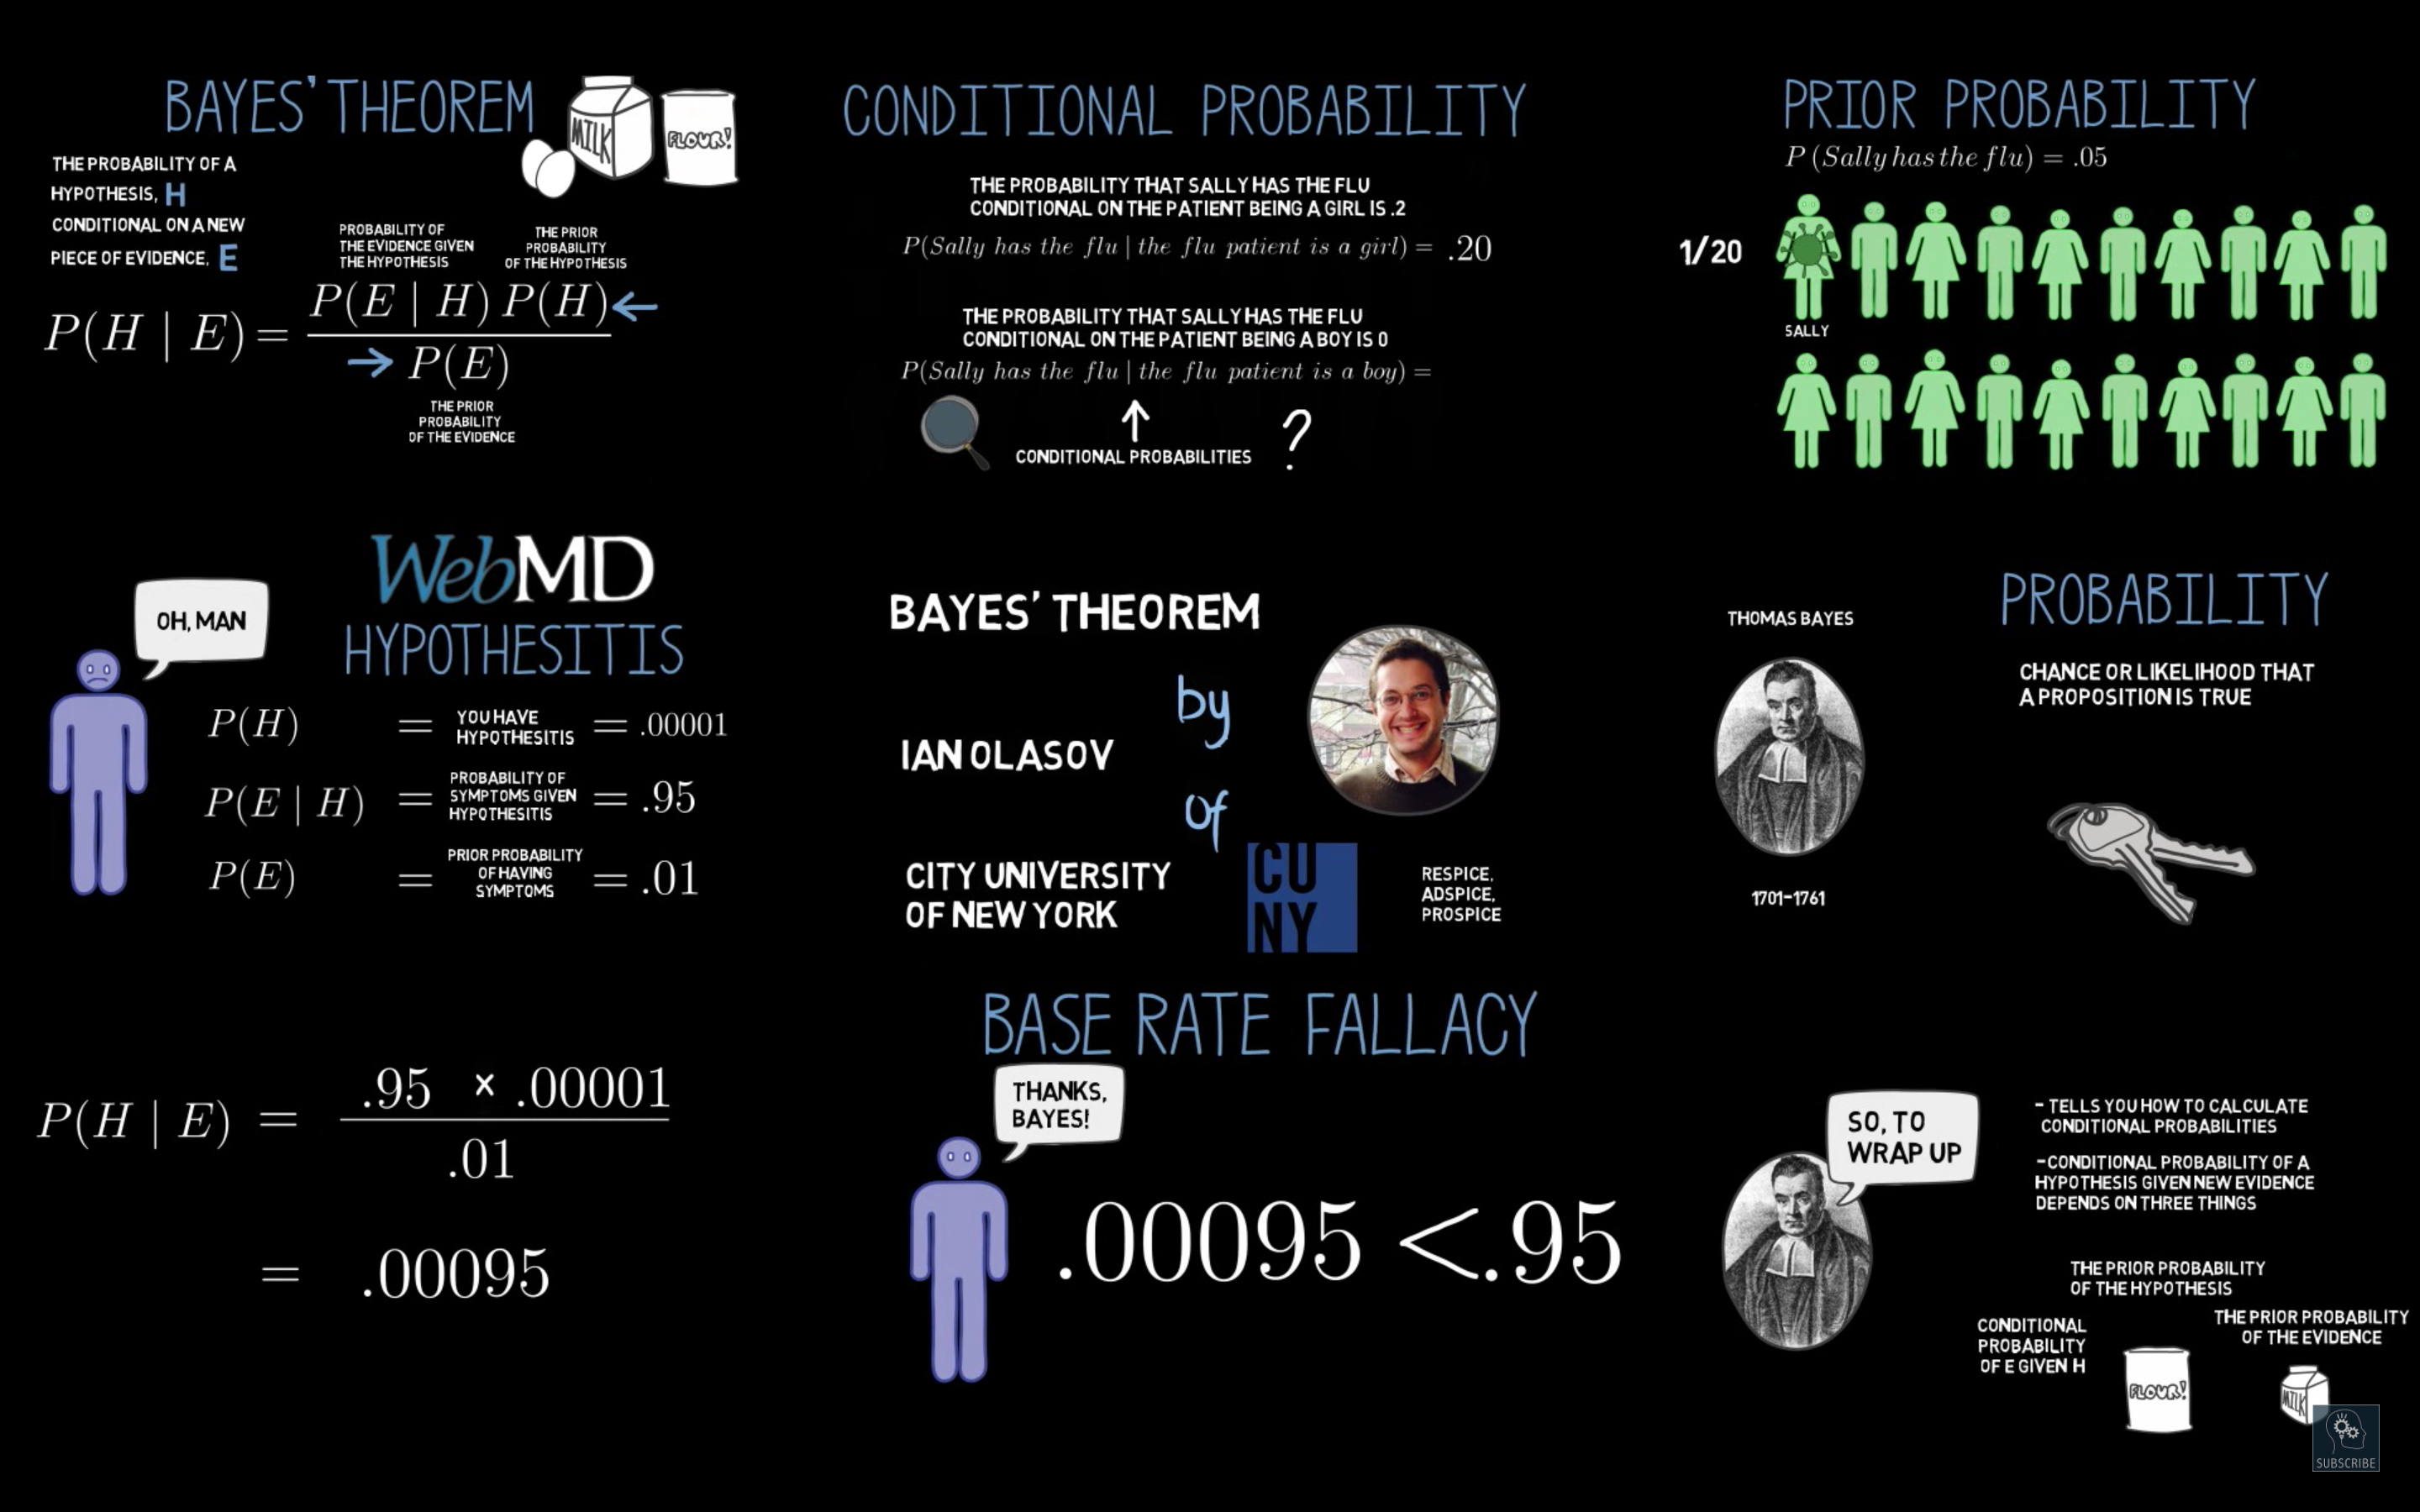 BAYES' THEOREM
MILK
FLOUR!
THE PROBABILITY OF A
HYPOTHESIS, H
CONDITIONAL ON A NEW
PIECE OF EVIDENCE, E
PROBABILITY OF
THE EVIDENCE GIVEN
THE HYPOTHESIS
THE PRIOR
PROBABILITY
OF THE HYPOTHESIS
P(H | E) = P(E | H) P(H) ←
→ P(E)
THE PRIOR
PROBABILITY
OF THE EVIDENCE
CONDITIONAL PROBABILITY
THE PROBABILITY THAT SALLY HAS THE FLU
CONDITIONAL ON THE PATIENT BEING A GIRL IS .2
P(Sally has the flu | the flu patient is a girl) = .20
THE PROBABILITY THAT SALLY HAS THE FLU
CONDITIONAL ON THE PATIENT BEING A BOY IS 0
P(Sally has the flu | the flu patient is a boy) =
↑
?
CONDITIONAL PROBABILITIES
PRIOR PROBABILITY
P (Sally has the flu) = .05
1/20
SALLY
OH, MAN
WebMD
HYPOTHESITIS
P(H) = YOU HAVE
HYPOTHESITIS = .00001
P(E | H) = PROBABILITY OF
SYMPTOMS GIVEN
HYPOTHESITIS = .95
P(E) = PRIOR PROBABILITY
OF HAVING
SYMPTOMS = .01
BAYES' THEOREM
by
IAN OLASOV
of
CITY UNIVERSITY
OF NEW YORK
CU
NY
RESPICE,
ADSPICE,
PROSPICE
THOMAS BAYES
1701-1761
PROBABILITY
CHANCE OR LIKELIHOOD THAT
A PROPOSITION IS TRUE
P(H | E) = .95 × .00001
.01
= .00095
BASE RATE FALLACY
THANKS,
BAYES!
.00095 < .95
SO, TO
WRAP UP
- TELLS YOU HOW TO CALCULATE
CONDITIONAL PROBABILITIES
-CONDITIONAL PROBABILITY OF A
HYPOTHESIS GIVEN NEW EVIDENCE
DEPENDS ON THREE THINGS
THE PRIOR PROBABILITY
OF THE HYPOTHESIS
CONDITIONAL
PROBABILITY
OF E GIVEN H
THE PRIOR PROBABILITY
OF THE EVIDENCE
FLOUR!
MILK
SUBSCRIBE